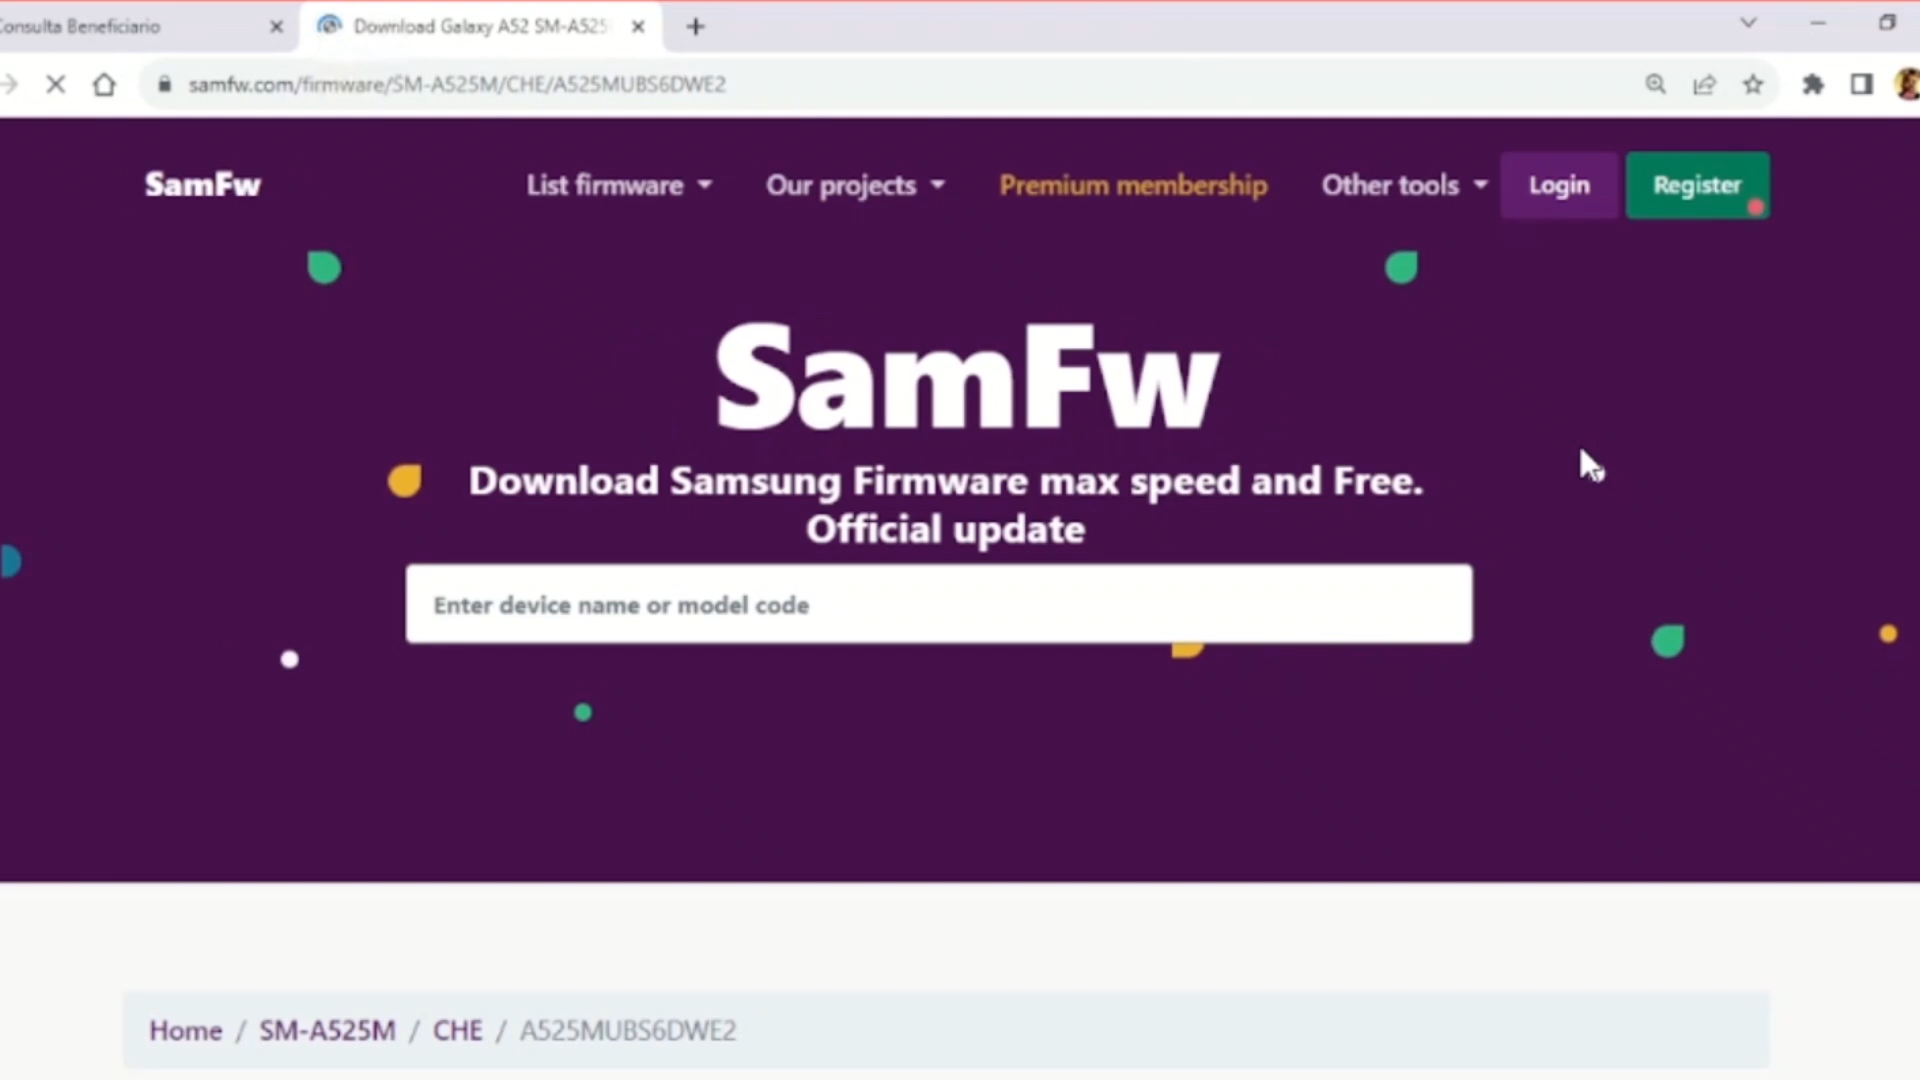 Consulta Beneficiario
Download Galaxy A52 SM-A525
samfw.com/firmware/SM-A525M/CHE/A525MUBS6DWE2
SamFw
List firmware
Our projects
Premium membership
Other tools
Login
Register
SamFw
Download Samsung Firmware max speed and Free.
Official update
Enter device name or model code
Home / SM-A525M / CHE / A525MUBS6DWE2